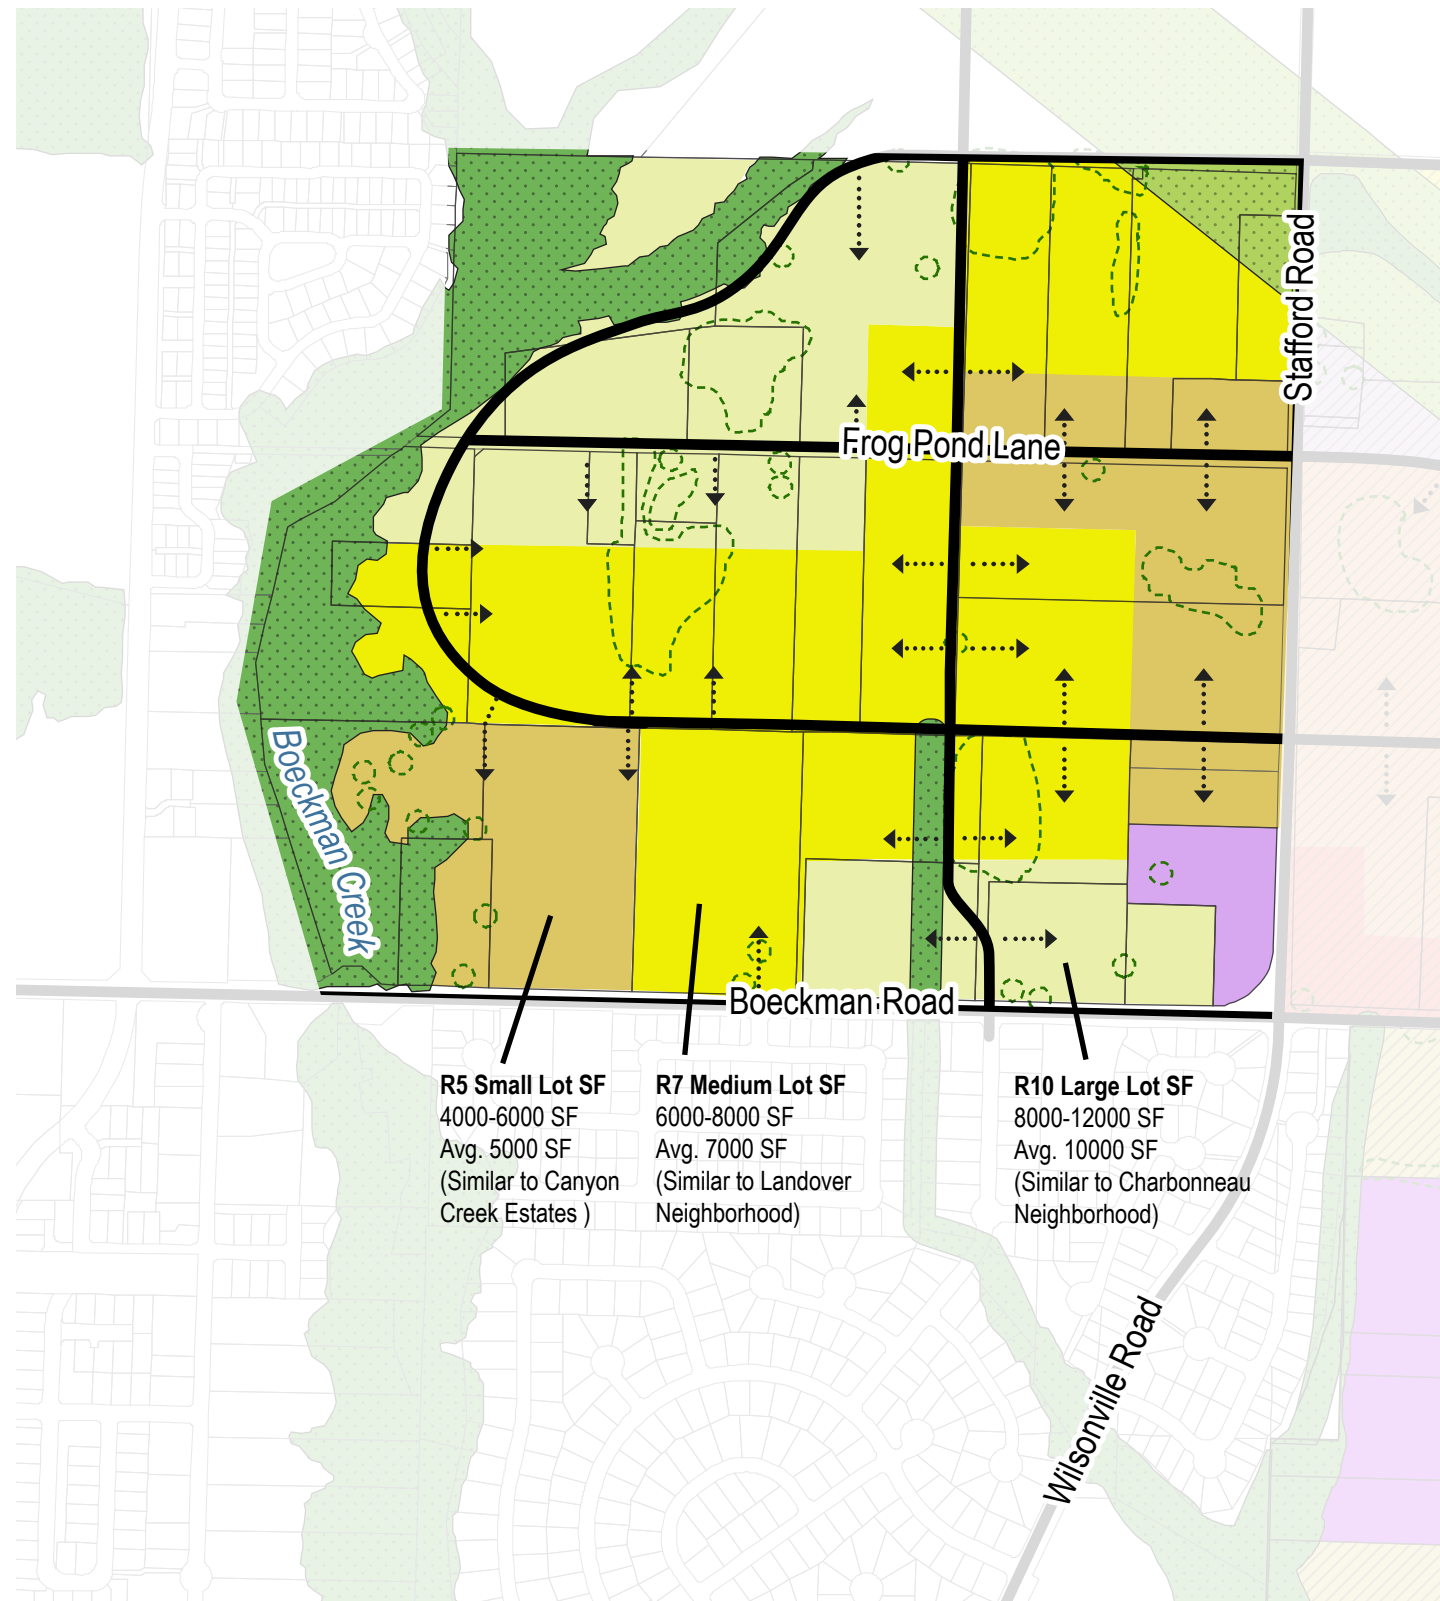 Stafford Road
Frog Pond Lane
Boeckman Creek
Boeckman Road
R5 Small Lot SF
4000-6000 SF
Avg. 5000 SF
(Similar to Canyon
Creek Estates )
R7 Medium Lot SF
6000-8000 SF
Avg. 7000 SF
(Similar to Landover
Neighborhood)
R10 Large Lot SF
8000-12000 SF
Avg. 10000 SF
(Similar to Charbonneau
Neighborhood)
Wilsonville Road